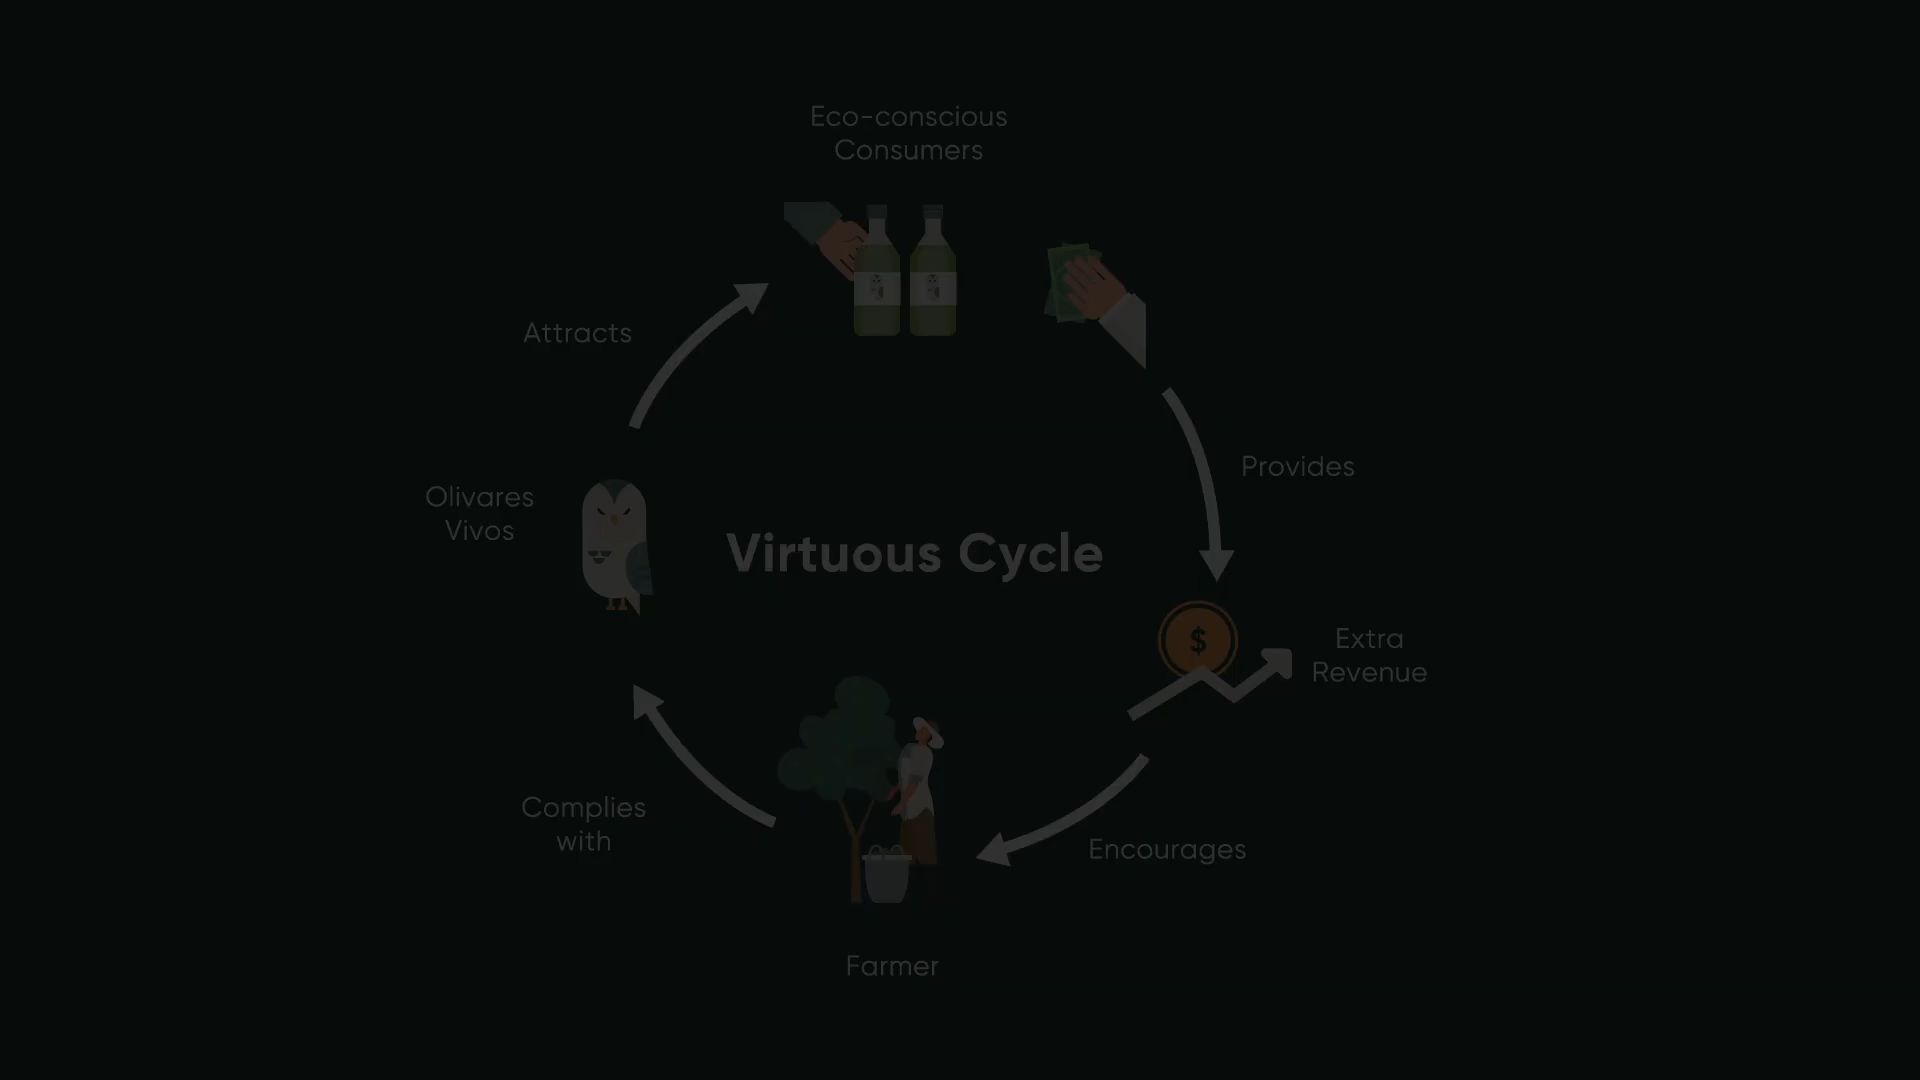 Eco-conscious
Consumers
Attracts
Provides
Olivares
Vivos
Virtuous Cycle
$
Extra
Revenue
Complies
with
Encourages
Farmer